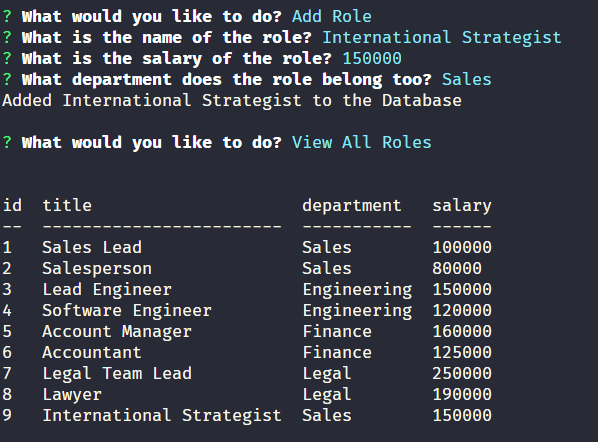 ? What would you like to do? Add Role
? What is the name of the role? International Strategist
? What is the salary of the role? 150000
? What department does the role belong too? Sales
Added International Strategist to the Database
? What would you like to do? View All Roles
id  title                     department   salary
--  ------------------------  -----------  ------
1   Sales Lead                Sales        100000
2   Salesperson               Sales        80000
3   Lead Engineer             Engineering  150000
4   Software Engineer         Engineering  120000
5   Account Manager           Finance      160000
6   Accountant                Finance      125000
7   Legal Team Lead           Legal        250000
8   Lawyer                    Legal        190000
9   International Strategist  Sales        150000